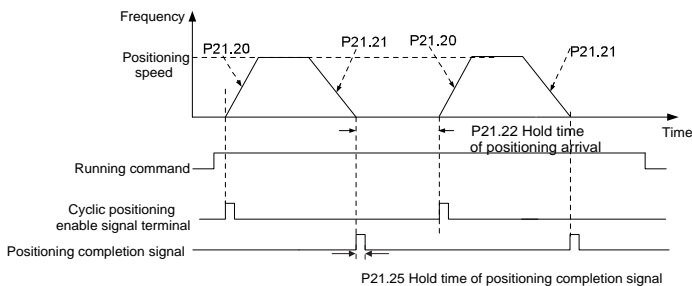 Frequency
P21.20
P21.21
P21.20
P21.21
Positioning
speed
Time
P21.22 Hold time
of positioning arrival
Running command
Cyclic positioning
enable signal terminal
Positioning completion signal
P21.25 Hold time of positioning completion signal